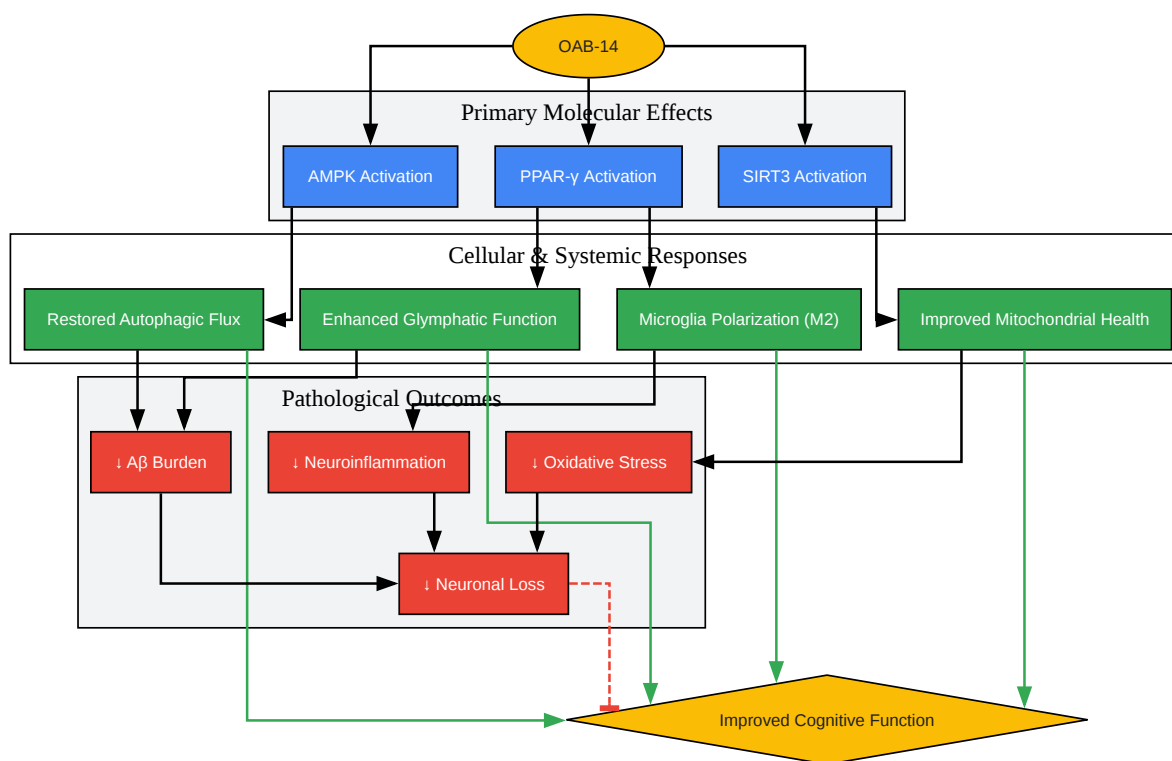 OAB-14
Primary Molecular Effects
AMPK Activation
PPAR-γ Activation
SIRT3 Activation
Cellular & Systemic Responses
Restored Autophagic Flux
Enhanced Glymphatic Function
Microglia Polarization (M2)
Improved Mitochondrial Health
Pathological Outcomes
↓ Aβ Burden
↓ Neuroinflammation
↓ Oxidative Stress
↓ Neuronal Loss
Improved Cognitive Function